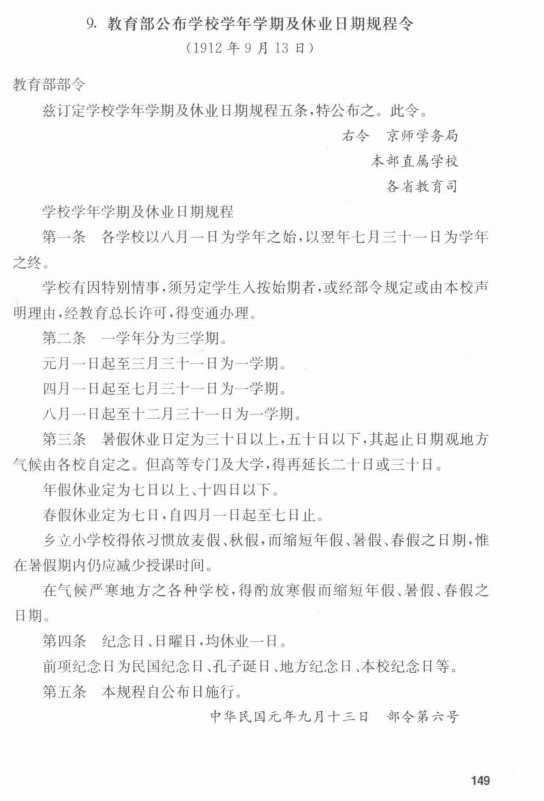 9. 教育部公布学校学年学期及休业日期规程令
(1912年9月13日)
教育部部令
兹订定学校学年学期及休业日期规程五条,特公布之。此令。
右令 京师学务局
本部直属学校
各省教育司
学校学年学期及休业日期规程
第一条 各学校以八月一日为学年之始,以翌年七月三十一日为学年
之终。
学校有因特别情事,须另定学生入按始期者,或经部令规定或由本校声
明理由,经教育总长许可,得变通办理。
第二条 一学年分为三学期。
元月一日起至三月三十一日为一学期。
四月一日起至七月三十一日为一学期。
八月一日起至十二月三十一日为一学期。
第三条 暑假休业日定为三十日以上,五十日以下,其起止日期观地方
气候由各校自定之。但高等专门及大学,得再延长二十日或三十日。
年假休业定为七日以上、十四日以下。
春假休业定为七日,自四月一日起至七日止。
乡立小学校得依习惯放麦假、秋假,而缩短年假、暑假、春假之日期,惟
在暑假期内仍应减少授课时间。
在气候严寒地方之各种学校,得酌放寒假而缩短年假、暑假、春假之
日期。
第四条 纪念日、日曜日,均休业一日。
前项纪念日为民国纪念日、孔子诞日、地方纪念日、本校纪念日等。
第五条 本规程自公布日施行。
中华民国元年九月十三日 部令第六号
149